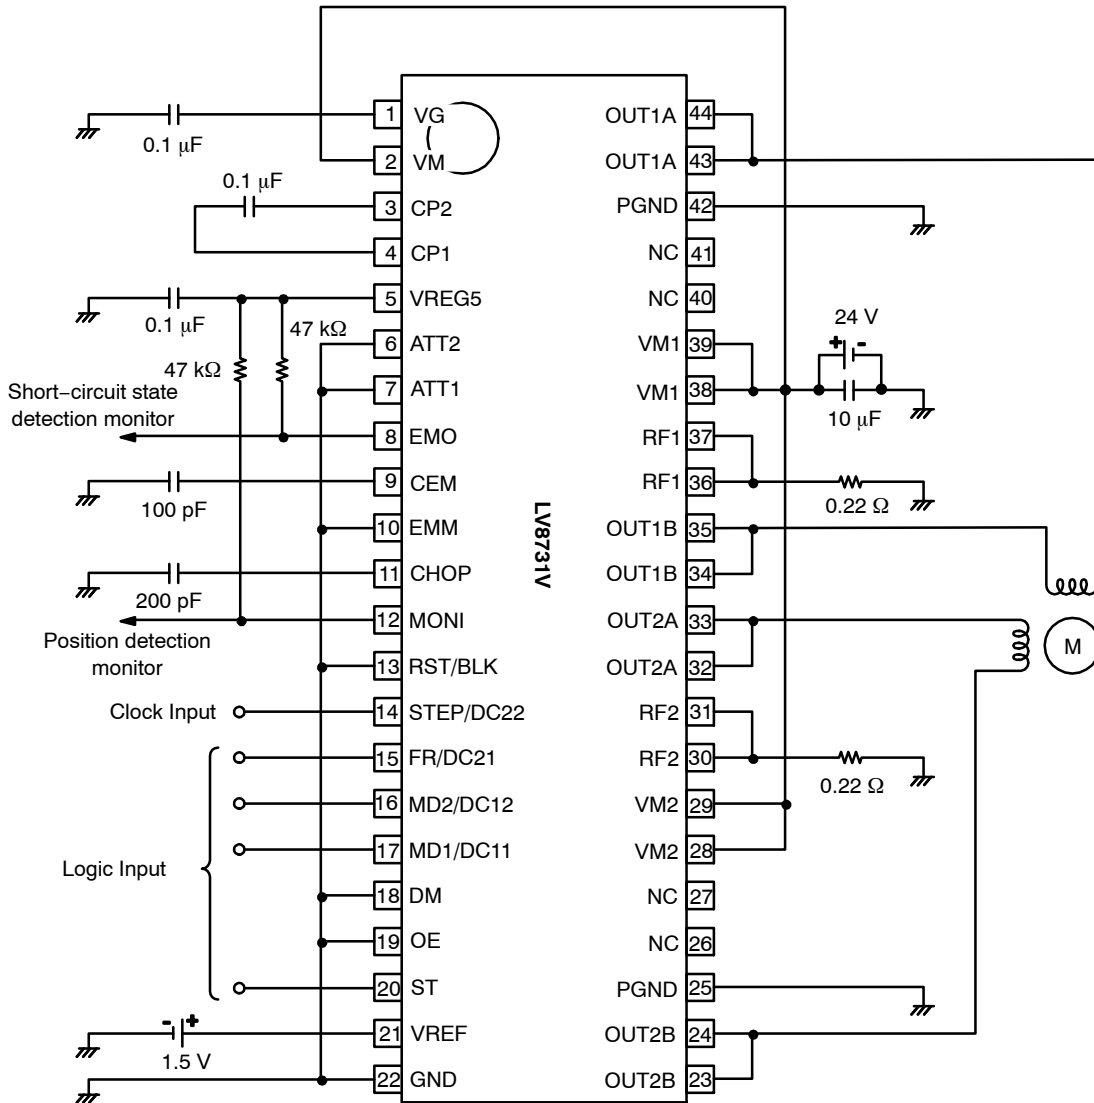 1 VG
0.1 µF
2 VM
0.1 µF
3 CP2
4 CP1
5 VREG5
0.1 µF
47 kΩ
47 kΩ
6 ATT2
7 ATT1
Short−circuit state
detection monitor
8 EMO
9 CEM
100 pF
10 EMM
11 CHOP
200 pF
12 MONI
Position detection
monitor
13 RST/BLK
Clock Input
14 STEP/DC22
15 FR/DC21
16 MD2/DC12
17 MD1/DC11
Logic Input
18 DM
19 OE
20 ST
- +
21 VREF
1.5 V
22 GND
LV8731V
OUT1A 44
OUT1A 43
PGND 42
NC 41
NC 40
24 V
+ -
VM1 39
VM1 38
10 µF
RF1 37
RF1 36
0.22 Ω
OUT1B 35
OUT1B 34
OUT2A 33
M
OUT2A 32
RF2 31
RF2 30
0.22 Ω
VM2 29
VM2 28
NC 27
NC 26
PGND 25
OUT2B 24
OUT2B 23